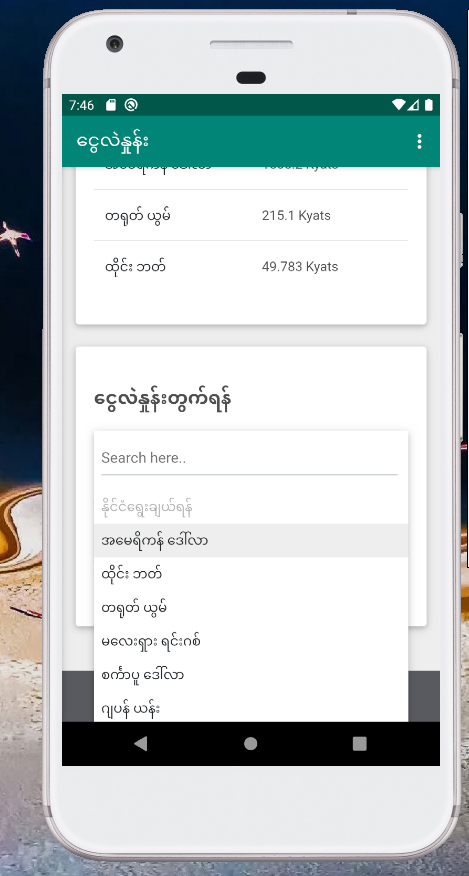 7:46
ငွေလဲနှုန်း
တရုတ် ယွမ် 215.1 Kyats
ထိုင်း ဘတ် 49.783 Kyats
ငွေလဲနှုန်းတွက်ရန်
Search here..
နိုင်ငံရွေးချယ်ရန်
အမေရိကန် ဒေါ်လာ
ထိုင်း ဘတ်
တရုတ် ယွမ်
မလေးရှား ရင်းဂစ်
စင်္ကာပူ ဒေါ်လာ
ဂျပန် ယန်း